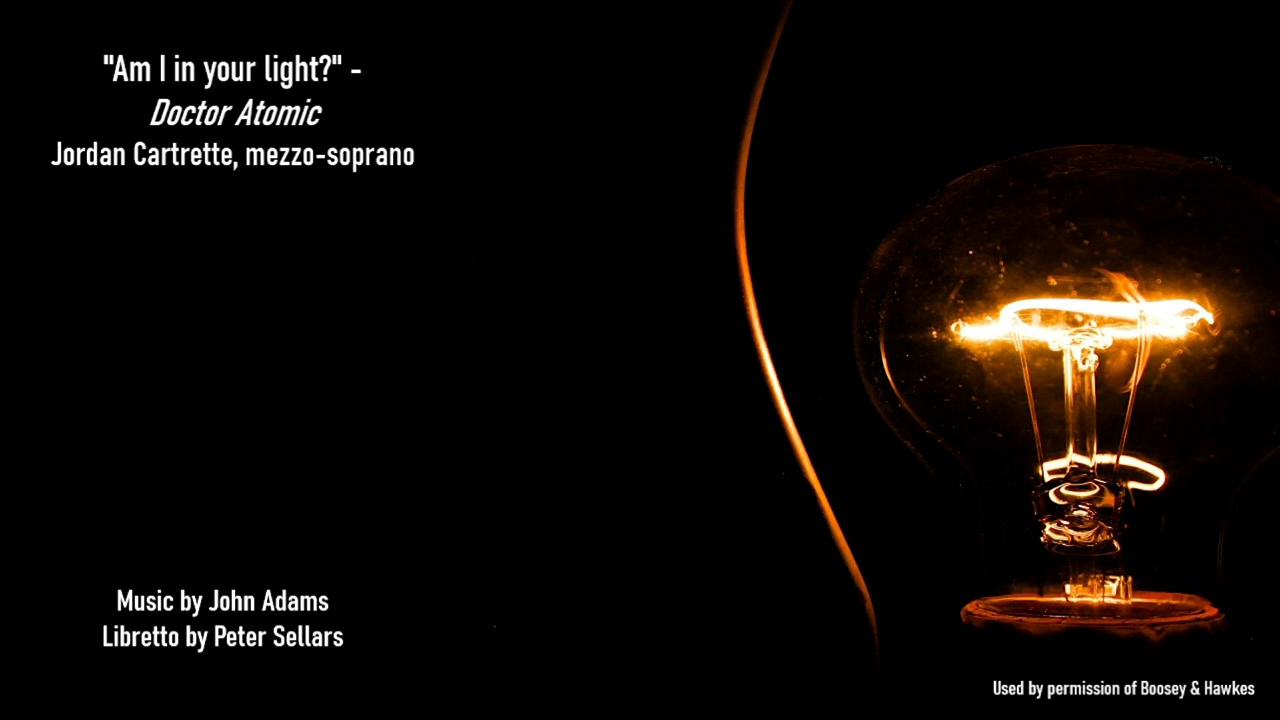 "Am I in your light?" -
Doctor Atomic
Jordan Cartrette, mezzo-soprano
Music by John Adams
Libretto by Peter Sellars
Used by permission of Boosey & Hawkes